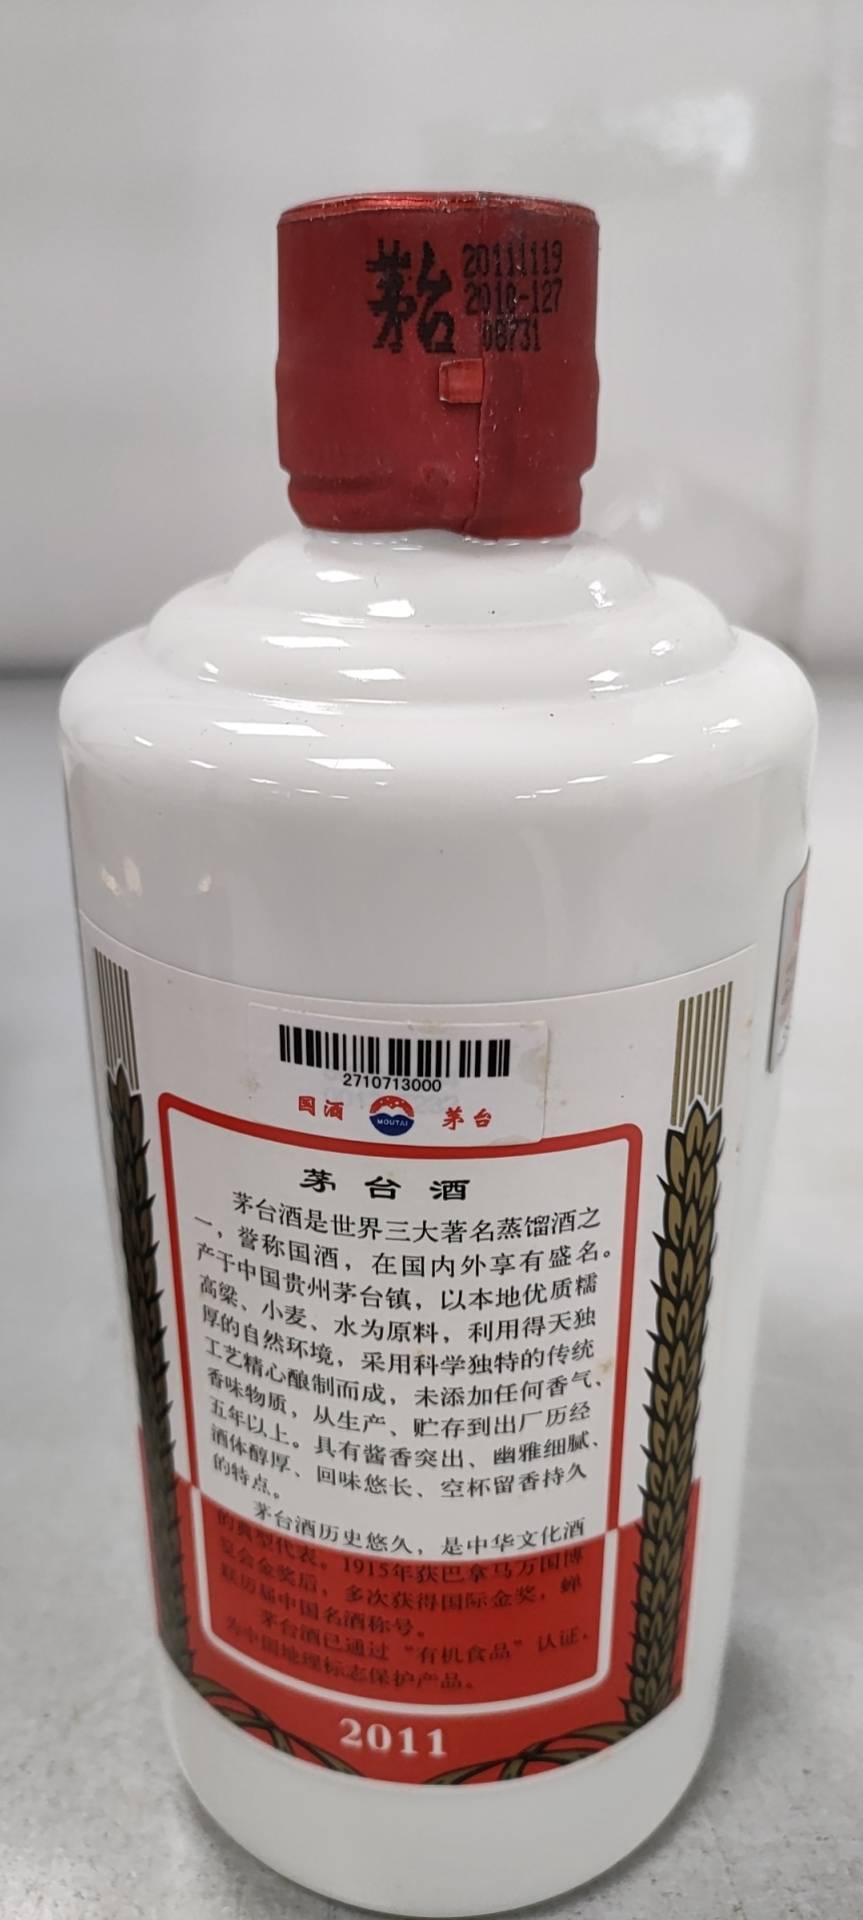 茅台
20111119
2010-127
08731
2710713000
国酒 MOUTAI 茅台
茅台酒
茅台酒是世界三大著名蒸馏酒之
一，誉称国酒，在国内外享有盛名。
产于中国贵州茅台镇，以本地优质糯
高粱、小麦、水为原料，利用得天独
厚的自然环境，采用科学独特的传统
工艺精心酿制而成，未添加任何香气、
香味物质，从生产、贮存到出厂历经
五年以上。具有酱香突出、幽雅细腻、
酒体醇厚、回味悠长、空杯留香持久
的特点。
茅台酒历史悠久，是中华文化酒
的典型代表。1915年获巴拿马万国博
览会金奖后，多次获得国际金奖，蝉
联历届中国名酒称号。
茅台酒已通过“有机食品”认证，
为中国地理标志保护产品。
2011